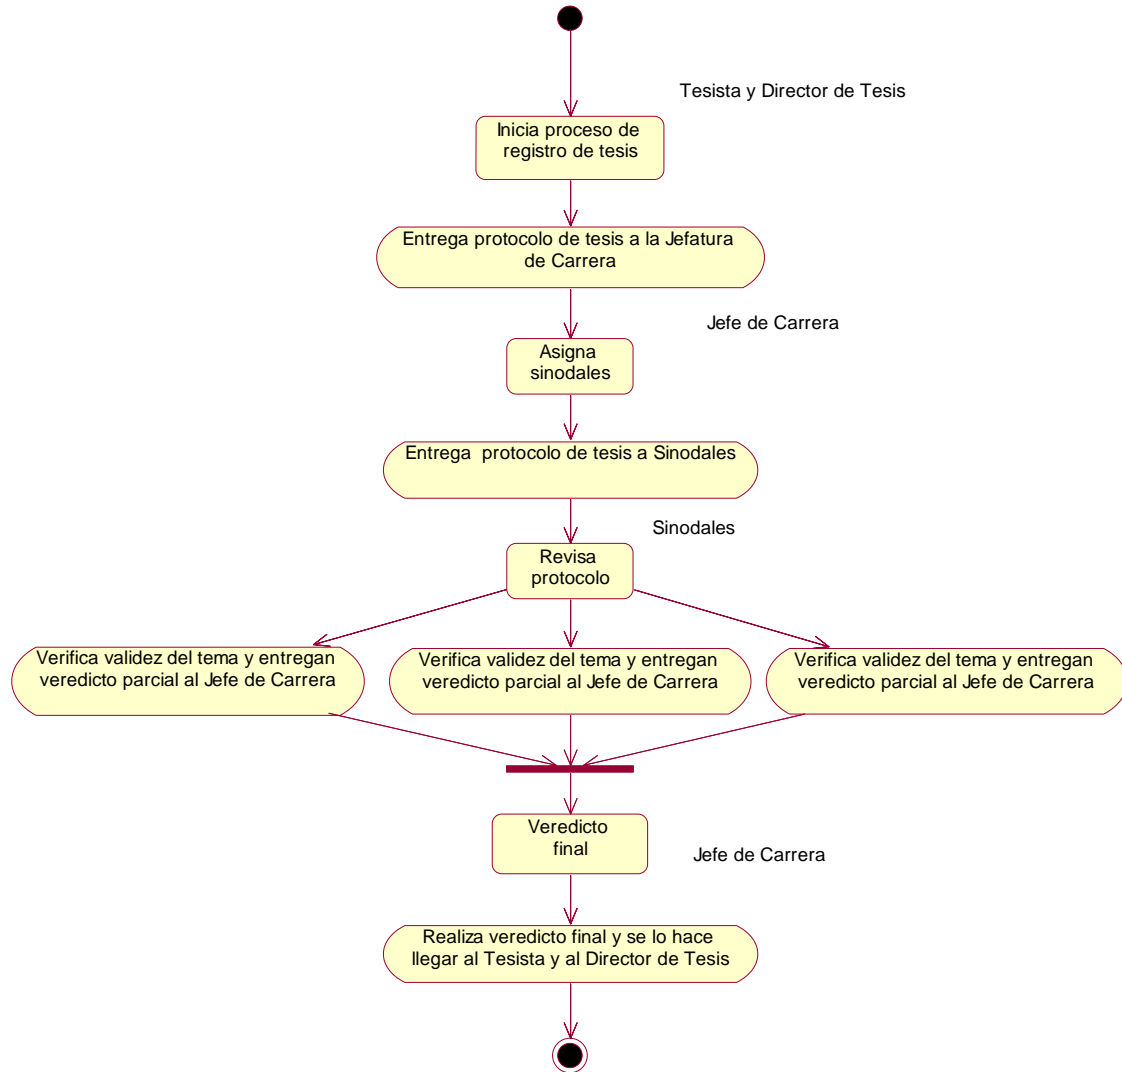 Tesista y Director de Tesis
Inicia proceso de
registro de tesis
Entrega protocolo de tesis a la Jefatura
de Carrera
Jefe de Carrera
Asigna
sinodales
Entrega protocolo de tesis a Sinodales
Sinodales
Revisa
protocolo
Verifica validez del tema y entregan
veredicto parcial al Jefe de Carrera
Verifica validez del tema y entregan
veredicto parcial al Jefe de Carrera
Verifica validez del tema y entregan
veredicto parcial al Jefe de Carrera
Veredicto
final
Jefe de Carrera
Realiza veredicto final y se lo hace
llegar al Tesista y al Director de Tesis